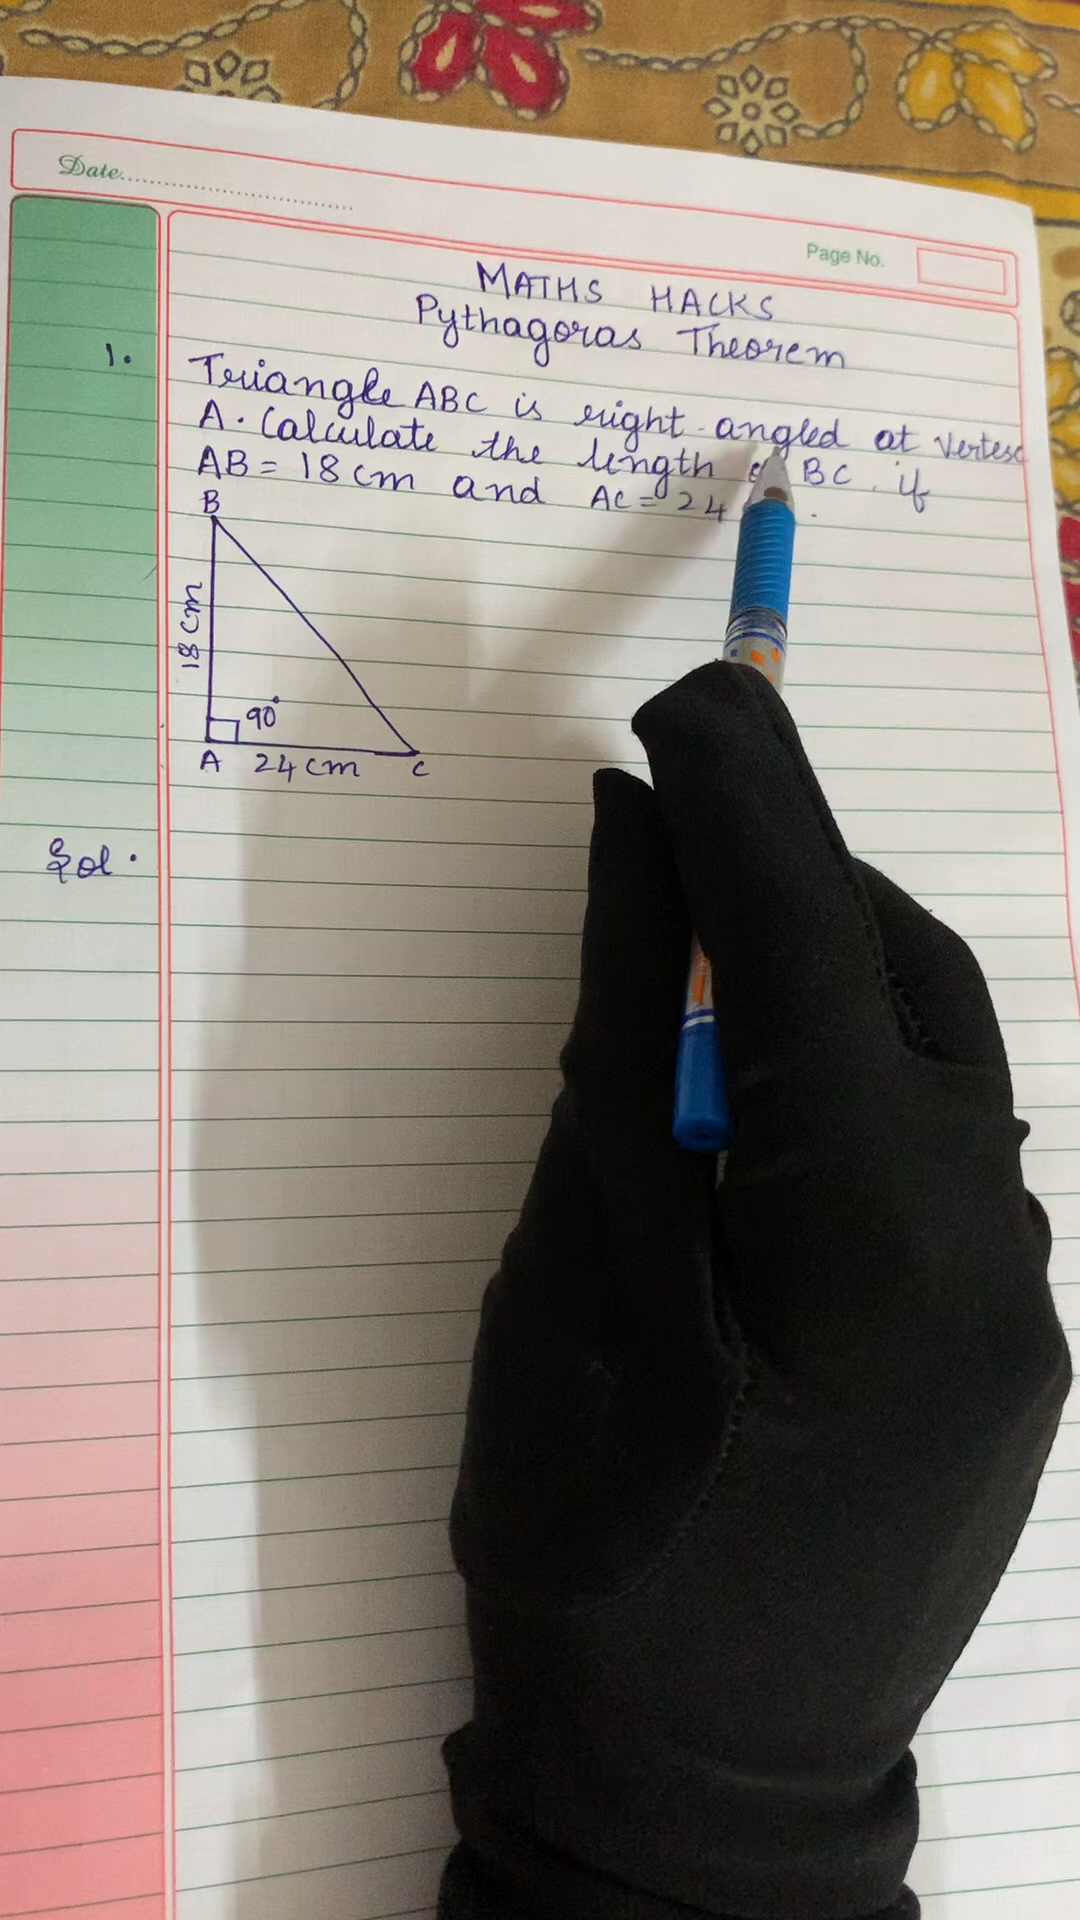 Date
Page No.
MATHS HACKS
Pythagoras Theorem
1. Triangle ABC is right-angled at vertex
A. Calculate the length BC if
AB = 18 cm and AC = 24 .
B
18 cm
90°
A 24 cm C
Sol.